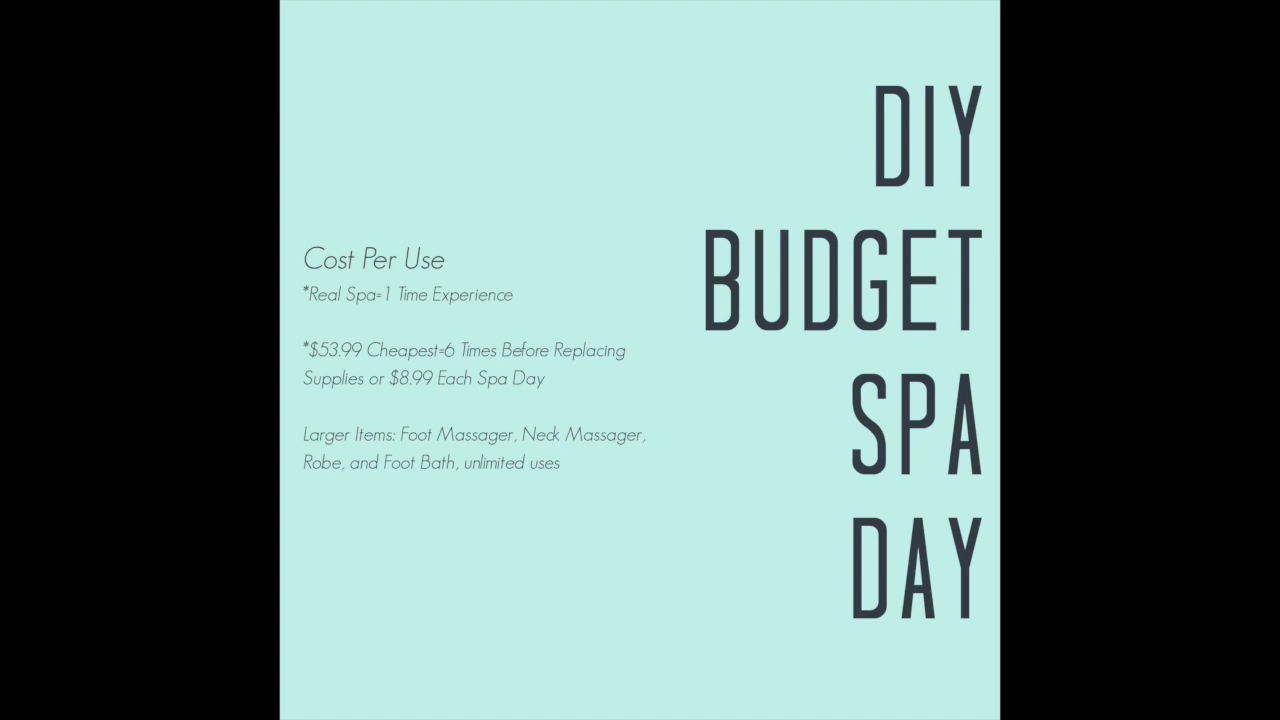 DIY
BUDGET
SPA
DAY
Cost Per Use
*Real Spa=1 Time Experience
*$53.99 Cheapest=6 Times Before Replacing
Supplies or $8.99 Each Spa Day
Larger Items: Foot Massager, Neck Massager,
Robe, and Foot Bath, unlimited uses